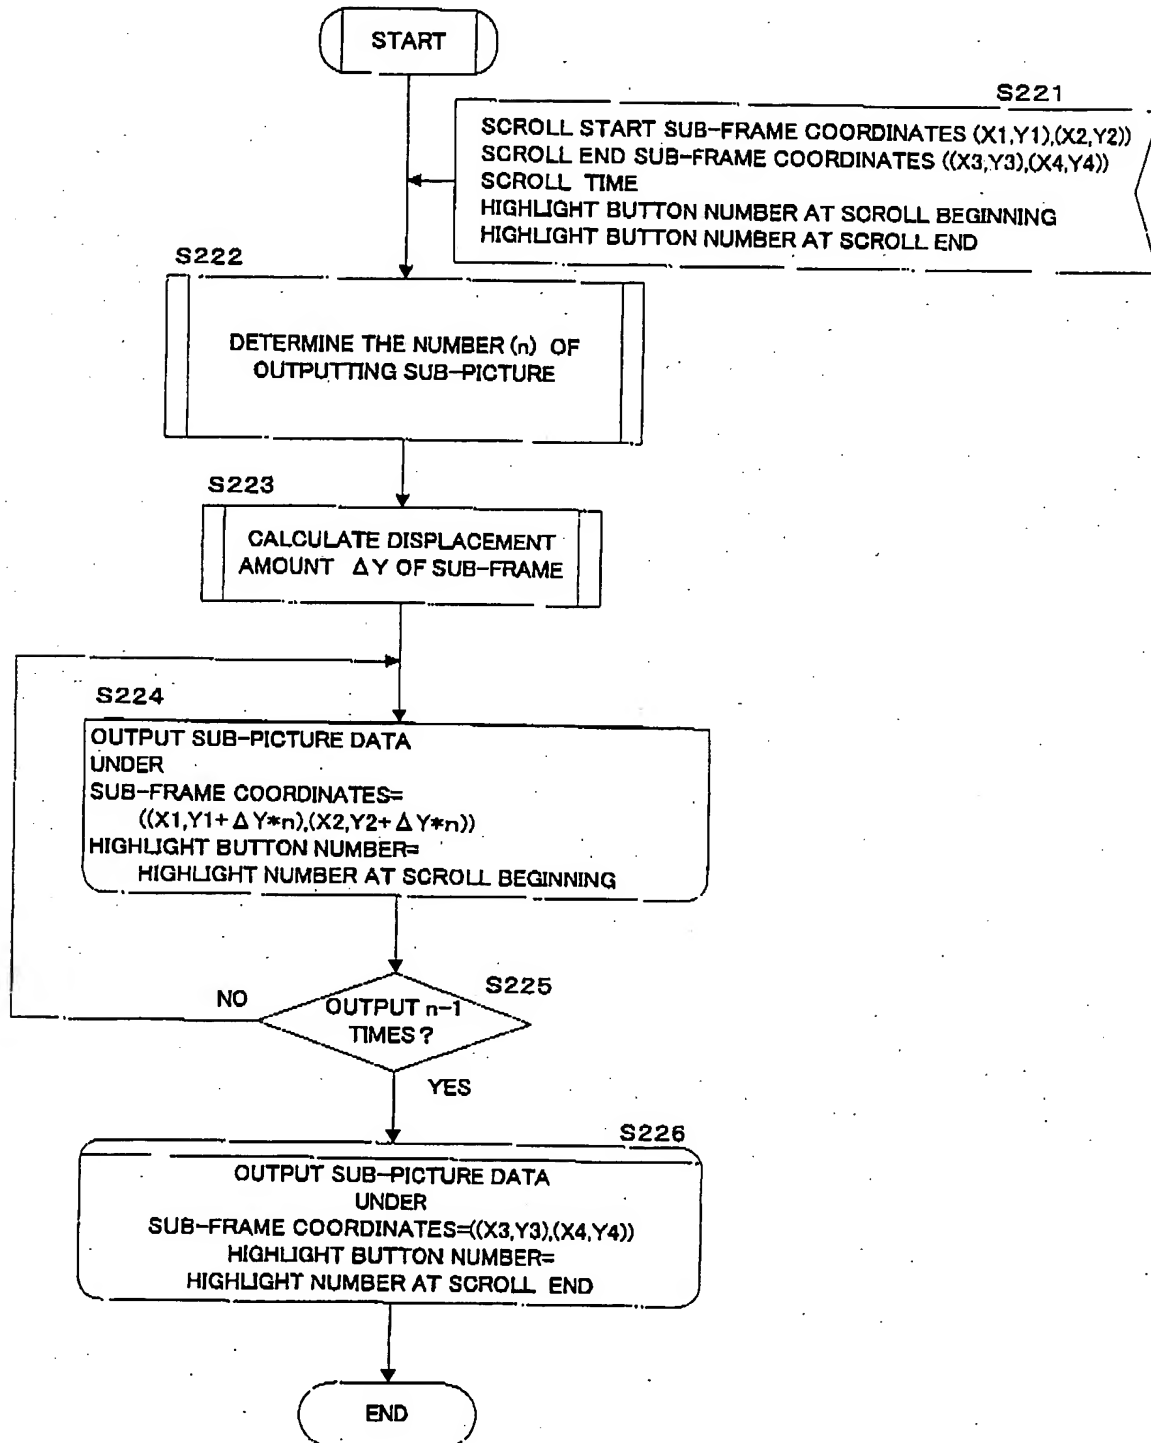 START
S221
SCROLL START SUB-FRAME COORDINATES (X1,Y1),(X2,Y2))
SCROLL END SUB-FRAME COORDINATES ((X3,Y3),(X4,Y4))
SCROLL TIME
HIGHLIGHT BUTTON NUMBER AT SCROLL BEGINNING
HIGHLIGHT BUTTON NUMBER AT SCROLL END
S222
DETERMINE THE NUMBER (n) OF
OUTPUTTING SUB-PICTURE
S223
CALCULATE DISPLACEMENT
AMOUNT ΔY OF SUB-FRAME
S224
OUTPUT SUB-PICTURE DATA
UNDER
SUB-FRAME COORDINATES=
((X1,Y1+ΔY*n),(X2,Y2+ΔY*n))
HIGHLIGHT BUTTON NUMBER=
HIGHLIGHT NUMBER AT SCROLL BEGINNING
S225
NO
OUTPUT n-1
TIMES?
YES
S226
OUTPUT SUB-PICTURE DATA
UNDER
SUB-FRAME COORDINATES=((X3,Y3),(X4,Y4))
HIGHLIGHT BUTTON NUMBER=
HIGHLIGHT NUMBER AT SCROLL END
END